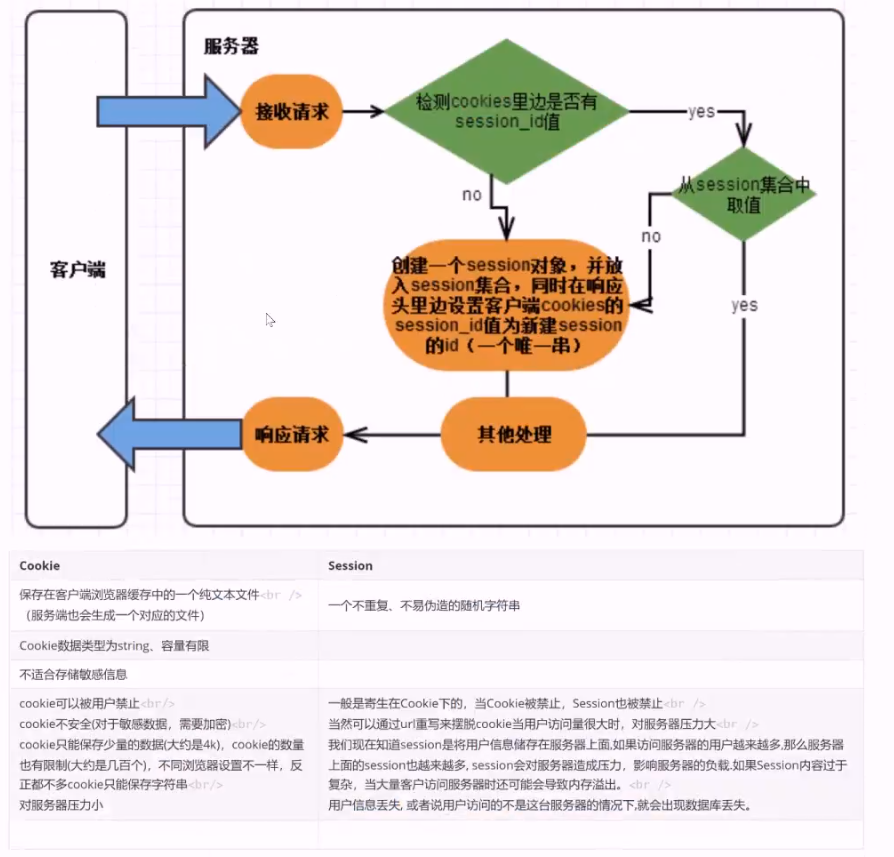 服务器
接收请求
检测cookies里边是否有
session_id值
yes
no
从session集合中
取值
no
yes
客户端
创建一个session对象，并放
入session集合，同时在响应
头里边设置客户端cookies的
session_id值为新建session
的id（一个唯一串）
响应请求
其他处理
Cookie
Session
保存在客户端浏览器缓存中的一个纯文本文件<br />
（服务端也会生成一个对应的文件）
一个不重复、不易伪造的随机字符串
Cookie数据类型为string、容量有限
不适合存储敏感信息
cookie可以被用户禁止<br/>
cookie不安全(对于敏感数据，需要加密)<br/>
cookie只能保存少量的数据(大约是4k)，cookie的数量
也有限制(大约是几百个)，不同浏览器设置不一样，反
正都不多cookie只能保存字符串<br/>
对服务器压力小
一般是寄生在Cookie下的，当Cookie被禁止，Session也被禁止<br />
当然可以通过url重写来摆脱cookie当用户访问量很大时，对服务器压力大<br />
我们现在知道session是将用户信息储存在服务器上面,如果访问服务器的用户越来越多,那么服务器
上面的session也越来越多, session会对服务器造成压力，影响服务器的负载.如果Session内容过于
复杂，当大量客户访问服务器时还可能会导致内存溢出。<br />
用户信息丢失, 或者说用户访问的不是这台服务器的情况下,就会出现数据库丢失。